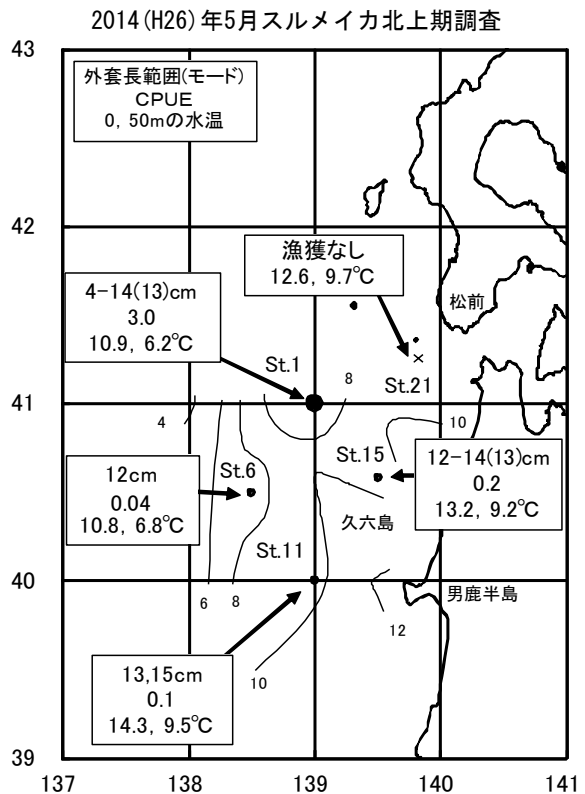 2014(H26)年5月スルメイカ北上期調査
43
外套長範囲(モード)
CPUE
0, 50mの水温
42
漁獲なし
12.6, 9.7℃
4-14(13)cm
3.0
10.9, 6.2℃
松前
St.1
8
St.21
41
4
10
St.15
12-14(13)cm
0.2
13.2, 9.2℃
12cm
0.04
10.8, 6.8℃
St.6
久六島
St.11
40
6
8
男鹿半島
12
13,15cm
0.1
14.3, 9.5℃
10
39
137
138
139
140
141